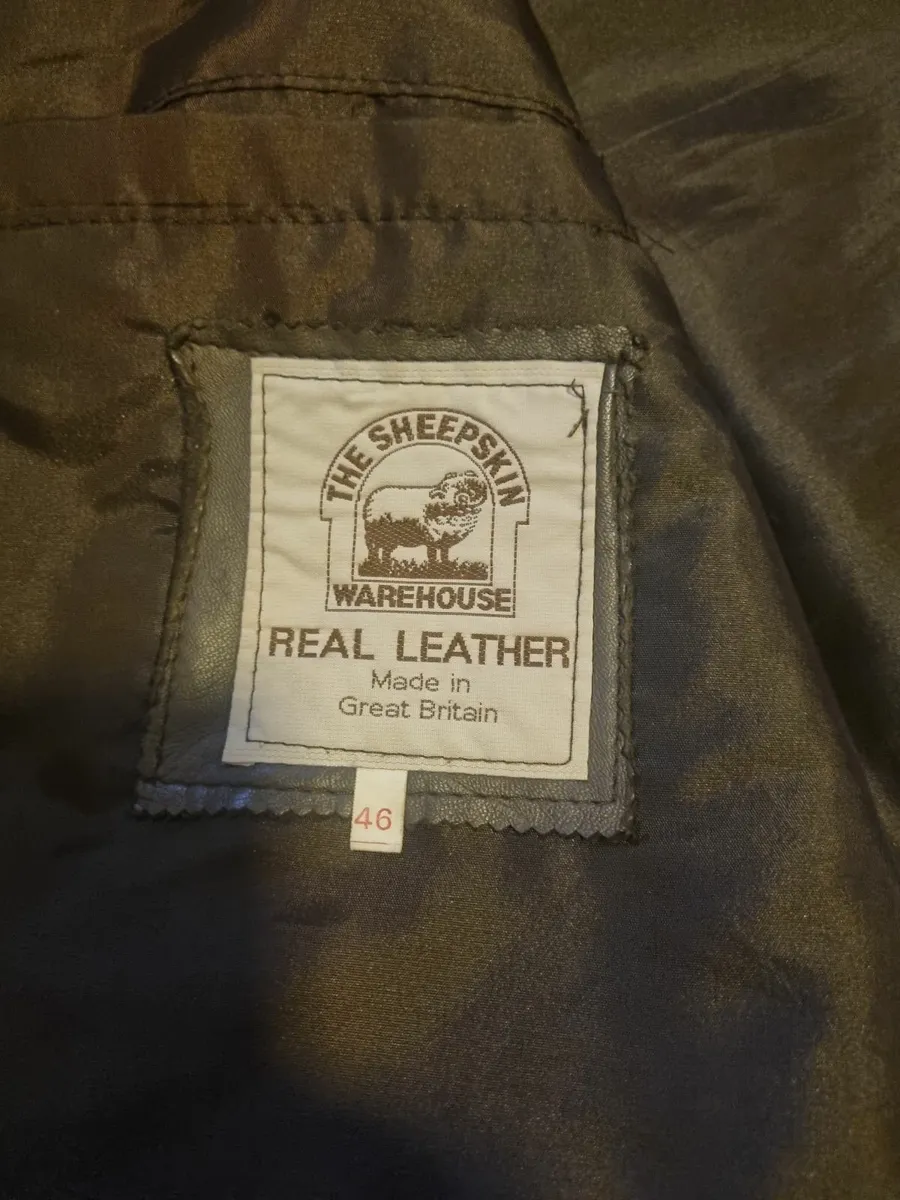 THE SHEEPSKIN
WAREHOUSE
REAL LEATHER
Made in
Great Britain
46